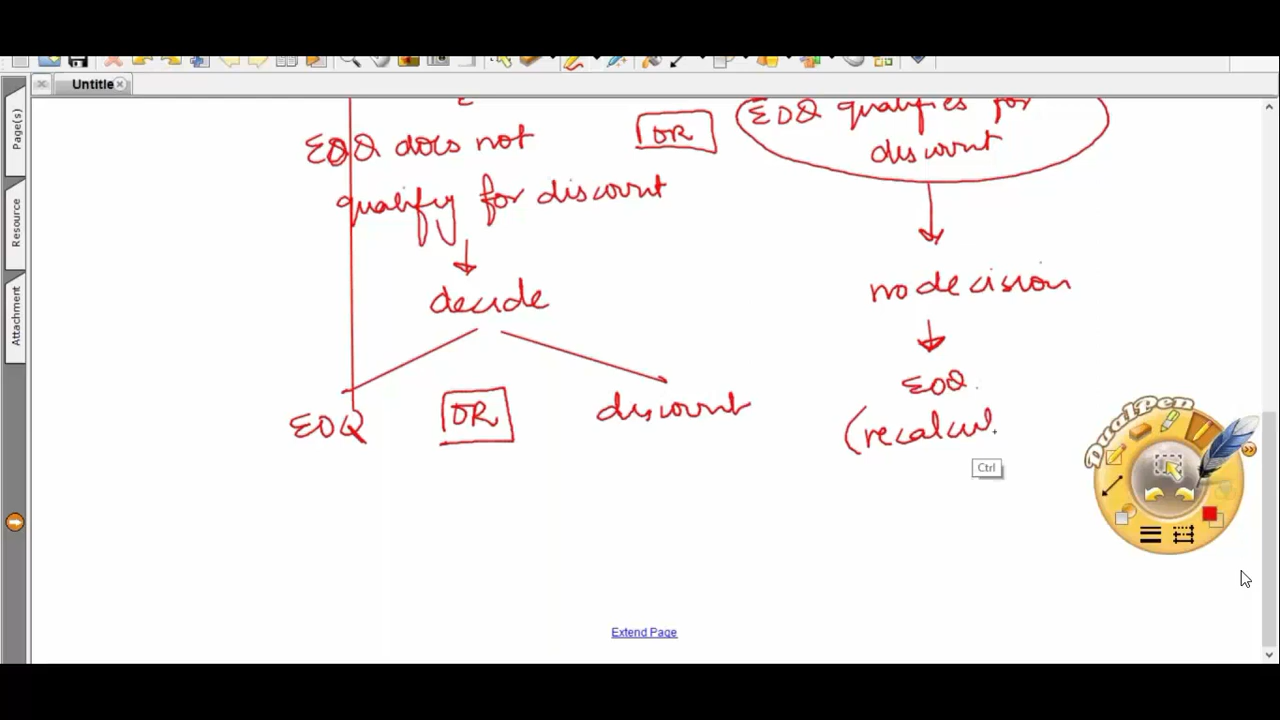 Untitle
Page(s)
Resource
Attachment
EOQ does not
qualify for discount
OR
EOQ qualifies for
discount
decide
no decision
EOQ
OR
discount
EOQ
(recalcul
Ctrl
DualPen
Extend Page